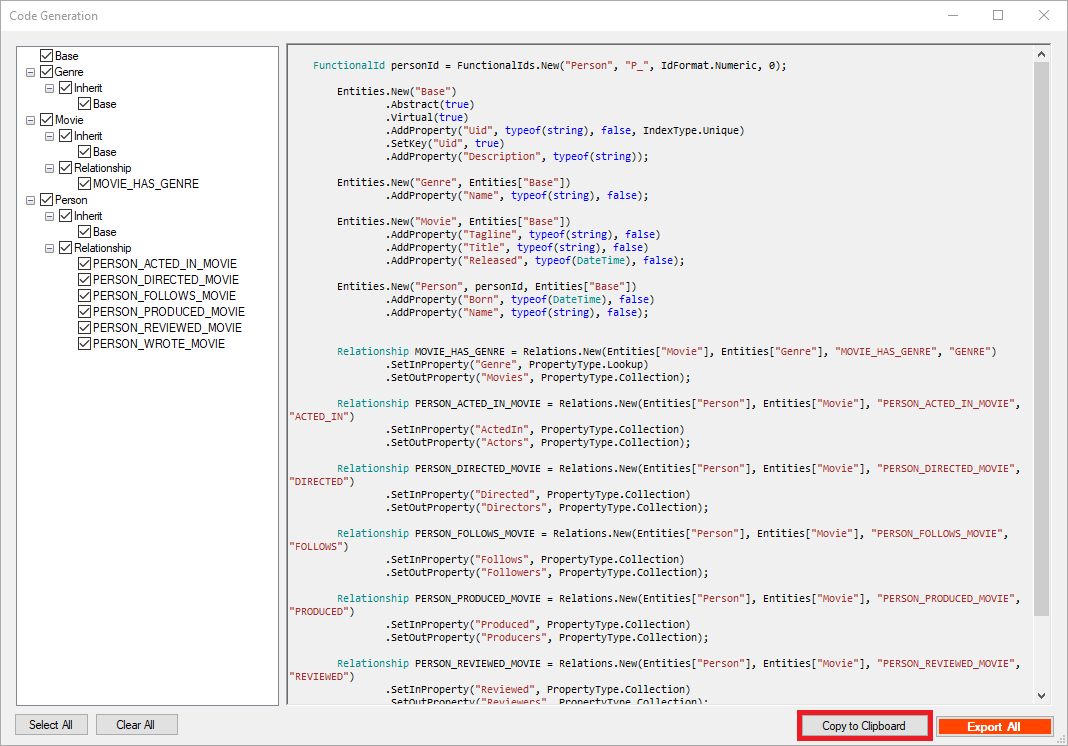 Code Generation
Base
Genre
Inherit
Base
Movie
Inherit
Base
Relationship
MOVIE_HAS_GENRE
Person
Inherit
Base
Relationship
PERSON_ACTED_IN_MOVIE
PERSON_DIRECTED_MOVIE
PERSON_FOLLOWS_MOVIE
PERSON_PRODUCED_MOVIE
PERSON_REVIEWED_MOVIE
PERSON_WROTE_MOVIE
FunctionalId personId = FunctionalIds.New("Person", "P_", IdFormat.Numeric, 0);
Entities.New("Base")
.Abstract(true)
.Virtual(true)
.AddProperty("Uid", typeof(string), false, IndexType.Unique)
.SetKey("Uid", true)
.AddProperty("Description", typeof(string));
Entities.New("Genre", Entities["Base"])
.AddProperty("Name", typeof(string), false);
Entities.New("Movie", Entities["Base"])
.AddProperty("Tagline", typeof(string), false)
.AddProperty("Title", typeof(string), false)
.AddProperty("Released", typeof(DateTime), false);
Entities.New("Person", personId, Entities["Base"])
.AddProperty("Born", typeof(DateTime), false)
.AddProperty("Name", typeof(string), false);
Relationship MOVIE_HAS_GENRE = Relations.New(Entities["Movie"], Entities["Genre"], "MOVIE_HAS_GENRE", "GENRE")
.SetInProperty("Genre", PropertyType.Lookup)
.SetOutProperty("Movies", PropertyType.Collection);
Relationship PERSON_ACTED_IN_MOVIE = Relations.New(Entities["Person"], Entities["Movie"], "PERSON_ACTED_IN_MOVIE",
"ACTED_IN")
.SetInProperty("ActedIn", PropertyType.Collection)
.SetOutProperty("Actors", PropertyType.Collection);
Relationship PERSON_DIRECTED_MOVIE = Relations.New(Entities["Person"], Entities["Movie"], "PERSON_DIRECTED_MOVIE",
"DIRECTED")
.SetInProperty("Directed", PropertyType.Collection)
.SetOutProperty("Directors", PropertyType.Collection);
Relationship PERSON_FOLLOWS_MOVIE = Relations.New(Entities["Person"], Entities["Movie"], "PERSON_FOLLOWS_MOVIE",
"FOLLOWS")
.SetInProperty("Follows", PropertyType.Collection)
.SetOutProperty("Followers", PropertyType.Collection);
Relationship PERSON_PRODUCED_MOVIE = Relations.New(Entities["Person"], Entities["Movie"], "PERSON_PRODUCED_MOVIE",
"PRODUCED")
.SetInProperty("Produced", PropertyType.Collection)
.SetOutProperty("Producers", PropertyType.Collection);
Relationship PERSON_REVIEWED_MOVIE = Relations.New(Entities["Person"], Entities["Movie"], "PERSON_REVIEWED_MOVIE",
"REVIEWED")
.SetInProperty("Reviewed", PropertyType.Collection)
.SetOutProperty("Reviewers", PropertyType.Collection);
Select All
Clear All
Copy to Clipboard
Export All